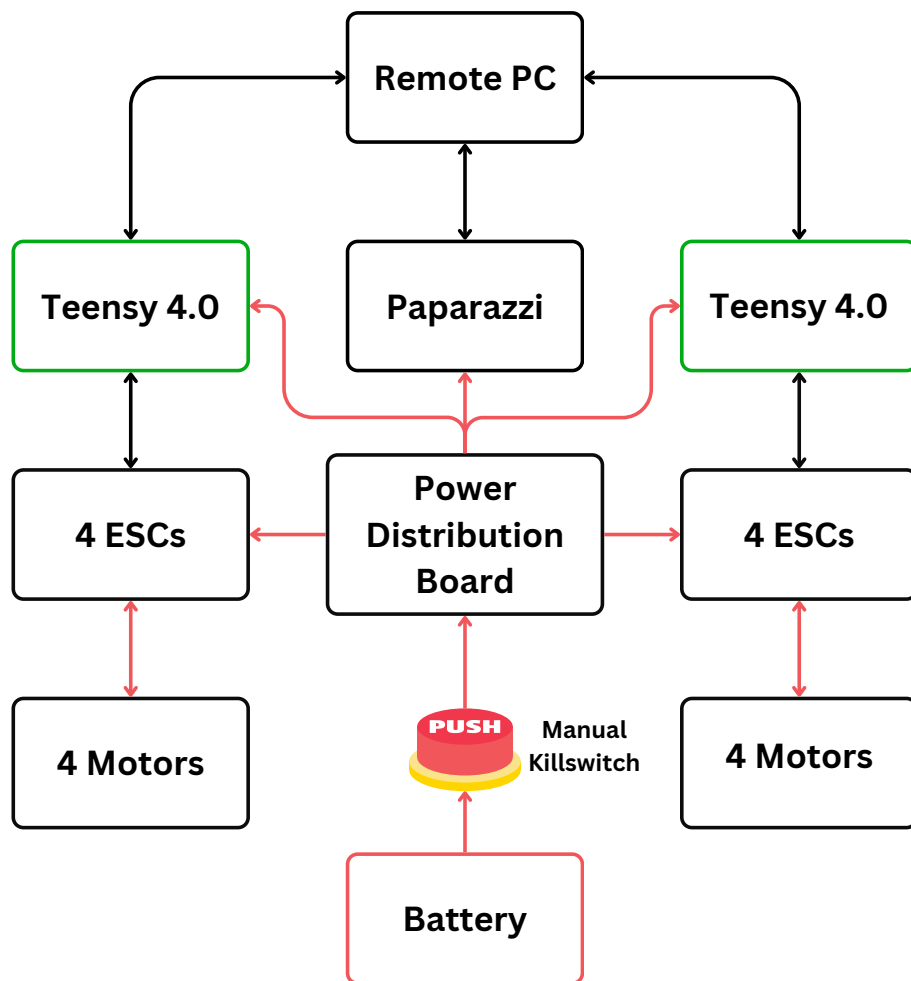 Remote PC
Teensy 4.0
Paparazzi
Teensy 4.0
4 ESCs
Power
Distribution
Board
4 ESCs
4 Motors
PUSH
Manual
Killswitch
4 Motors
Battery